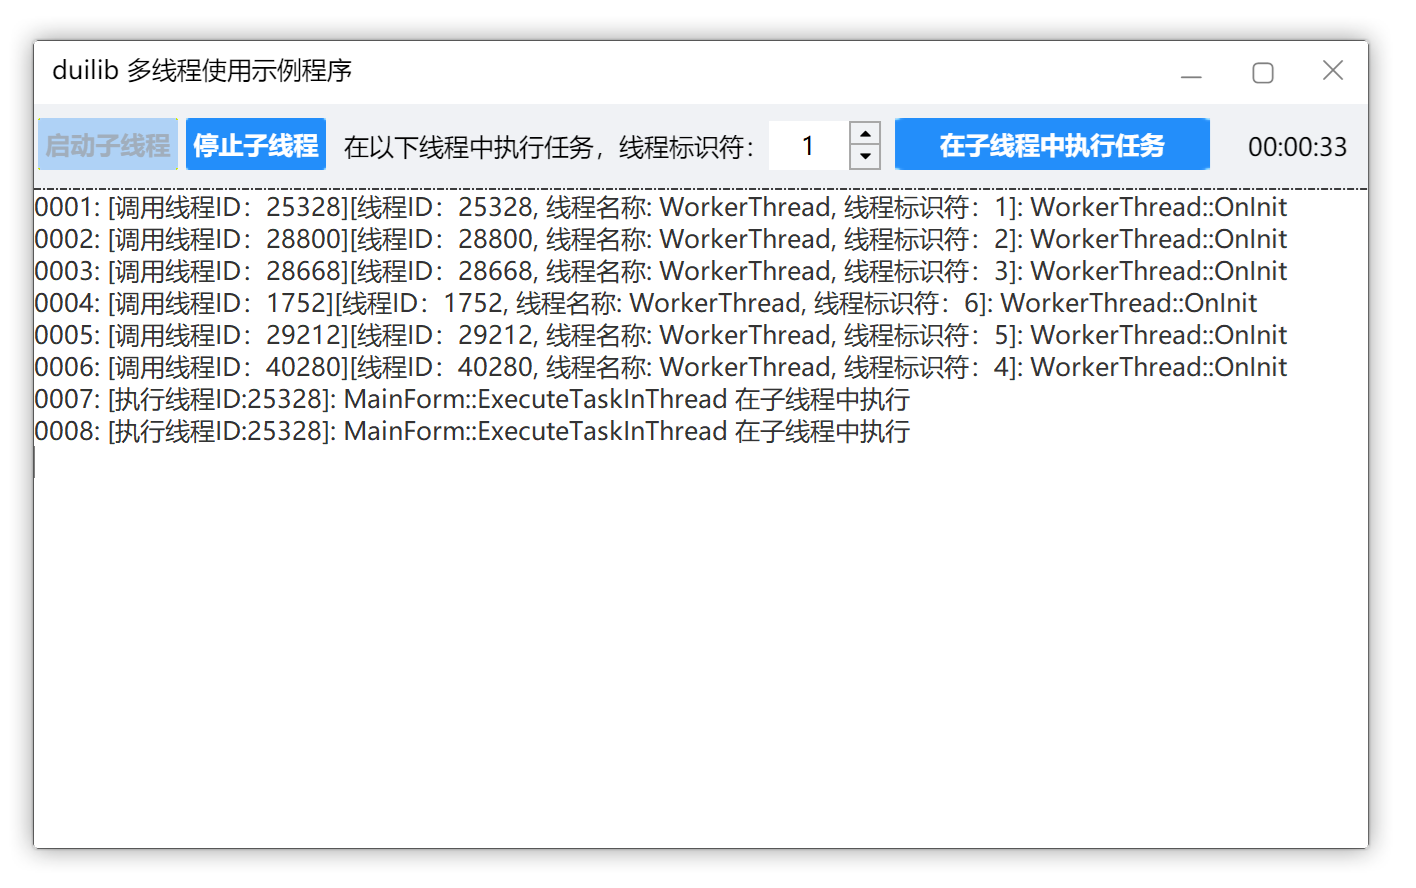 duilib 多线程使用示例程序
启动子线程 停止子线程 在以下线程中执行任务，线程标识符： 1 在子线程中执行任务 00:00:33
0001: [调用线程ID：25328][线程ID：25328, 线程名称: WorkerThread, 线程标识符：1]: WorkerThread::OnInit
0002: [调用线程ID：28800][线程ID：28800, 线程名称: WorkerThread, 线程标识符：2]: WorkerThread::OnInit
0003: [调用线程ID：28668][线程ID：28668, 线程名称: WorkerThread, 线程标识符：3]: WorkerThread::OnInit
0004: [调用线程ID：1752][线程ID：1752, 线程名称: WorkerThread, 线程标识符：6]: WorkerThread::OnInit
0005: [调用线程ID：29212][线程ID：29212, 线程名称: WorkerThread, 线程标识符：5]: WorkerThread::OnInit
0006: [调用线程ID：40280][线程ID：40280, 线程名称: WorkerThread, 线程标识符：4]: WorkerThread::OnInit
0007: [执行线程ID:25328]: MainForm::ExecuteTaskInThread 在子线程中执行
0008: [执行线程ID:25328]: MainForm::ExecuteTaskInThread 在子线程中执行